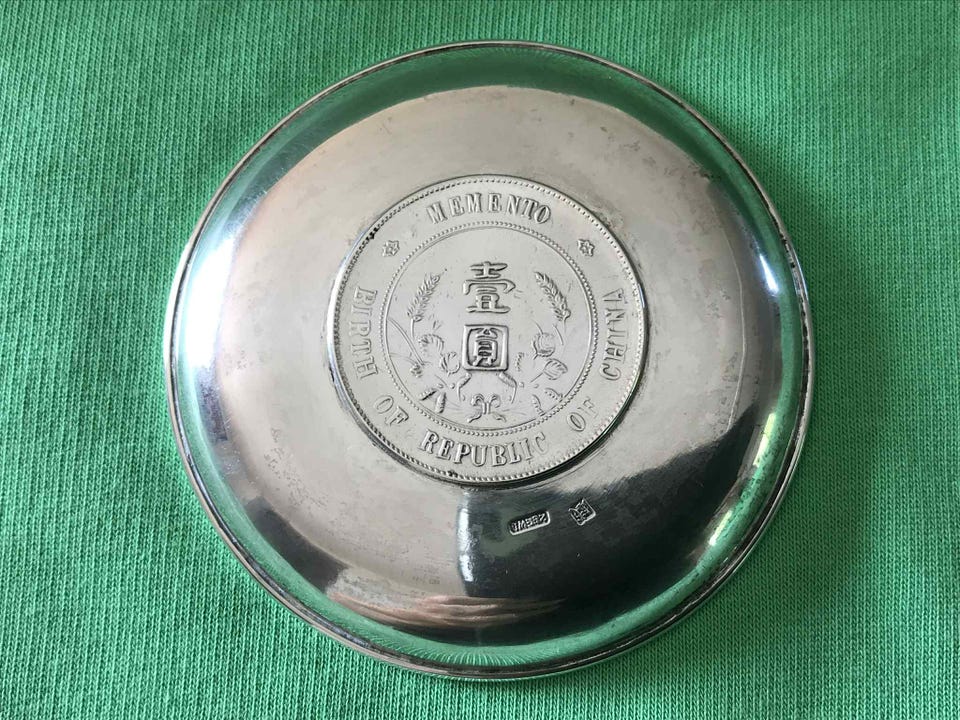 MEMENTO
壹
圓
BIRTH OF REPUBLIC OF CHINA